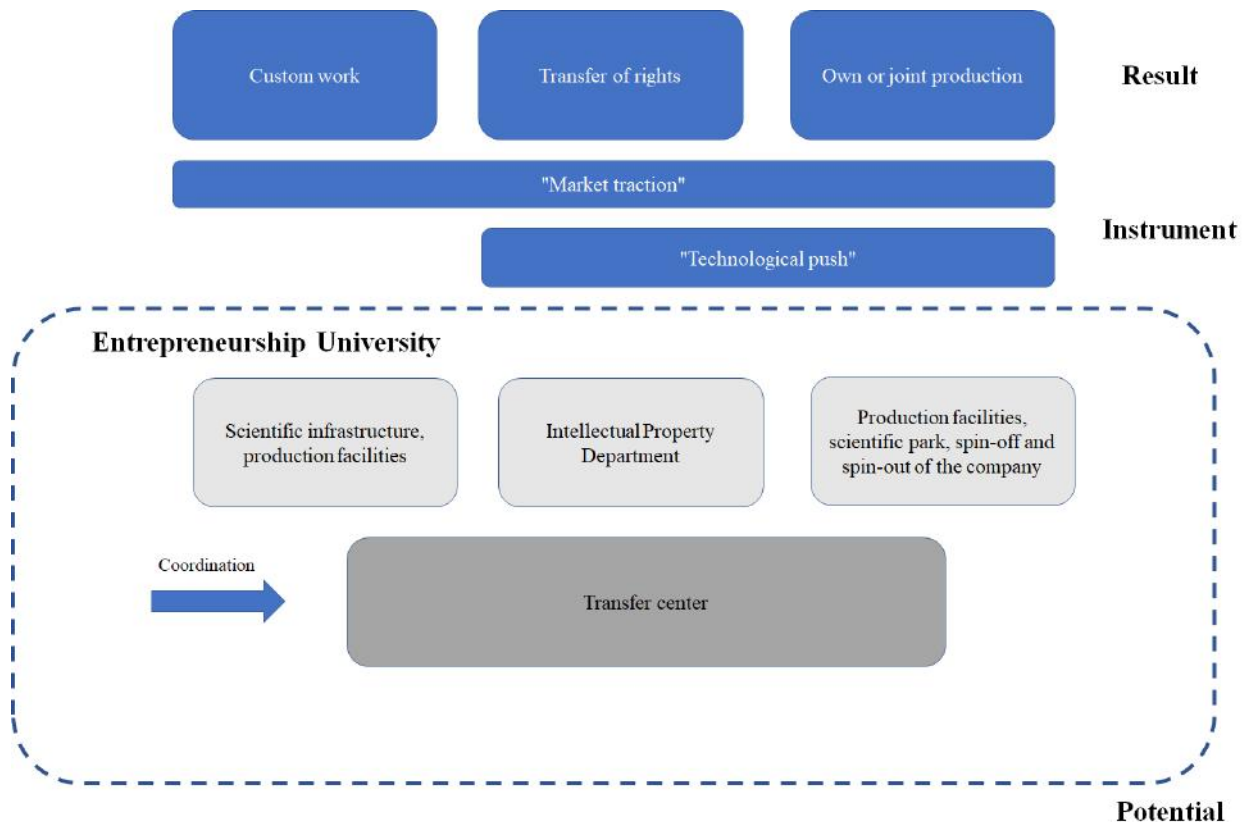 Custom work
Transfer of rights
Own or joint production
Result
"Market traction"
Instrument
"Technological push"
Entrepreneurship University
Scientific infrastructure,
production facilities
Intellectual Property
Department
Production facilities,
scientific park, spin-off and
spin-out of the company
Coordination
Transfer center
Potential